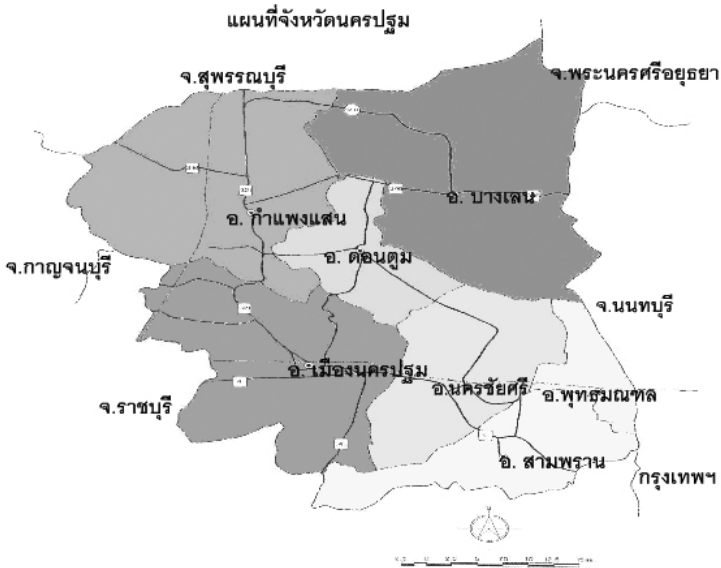 แผนที่จังหวัดนครปฐม
จ.สุพรรณบุรี
จ.พระนครศรีอยุธยา
อ. บางเลน
อ. กำแพงแสน
อ. ดอนตูม
จ.กาญจนบุรี
จ.นนทบุรี
อ. เมืองนครปฐม
อ.นครชัยศรี
อ.พุทธมณฑล
จ.ราชบุรี
อ. สามพราน
กรุงเทพฯ